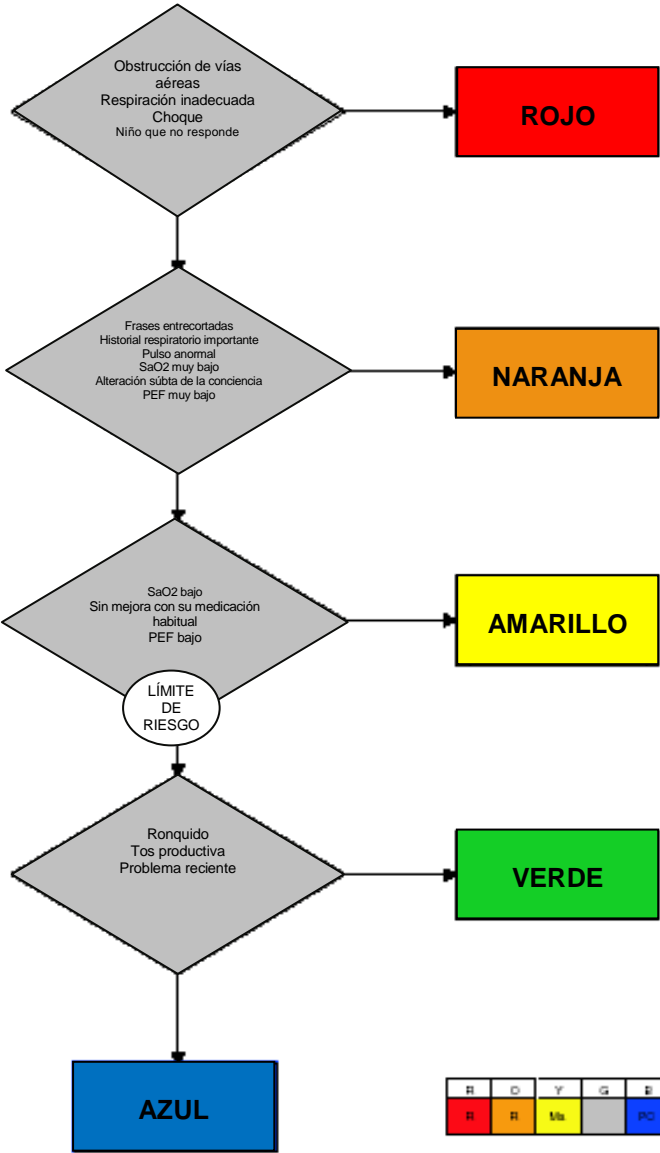 Obstrucción de vías
aéreas
Respiración inadecuada
Choque
Niño que no responde
ROJO
Frases entrecortadas
Historial respiratorio importante
Pulso anormal
SaO2 muy bajo
Alteración súbta de la conciencia
PEF muy bajo
NARANJA
SaO2 bajo
Sin mejora con su medicación
habitual
PEF bajo
AMARILLO
LÍMITE
DE
RIESGO
Ronquido
Tos productiva
Problema reciente
VERDE
AZUL
R O Y G B
R R PC